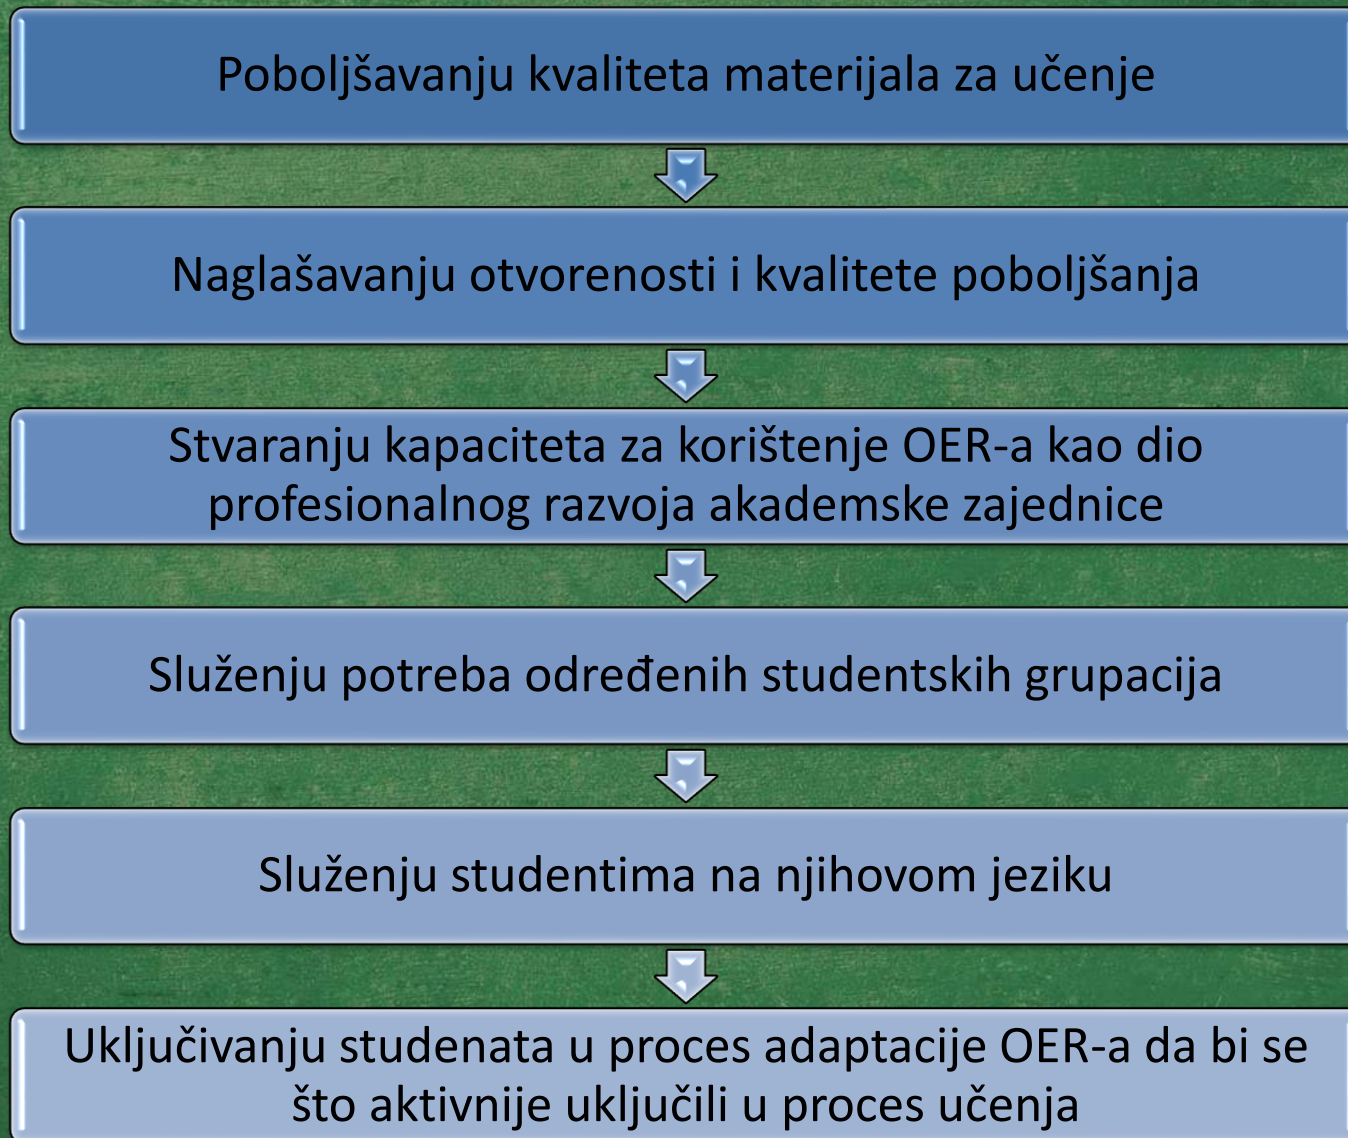 Poboljšavanju kvaliteta materijala za učenje
Naglašavanju otvorenosti i kvalitete poboljšanja
Stvaranju kapaciteta za korištenje OER-a kao dio
profesionalnog razvoja akademske zajednice
Služenju potreba određenih studentskih grupacija
Služenju studentima na njihovom jeziku
Uključivanju studenata u proces adaptacije OER-a da bi se
što aktivnije uključili u proces učenja